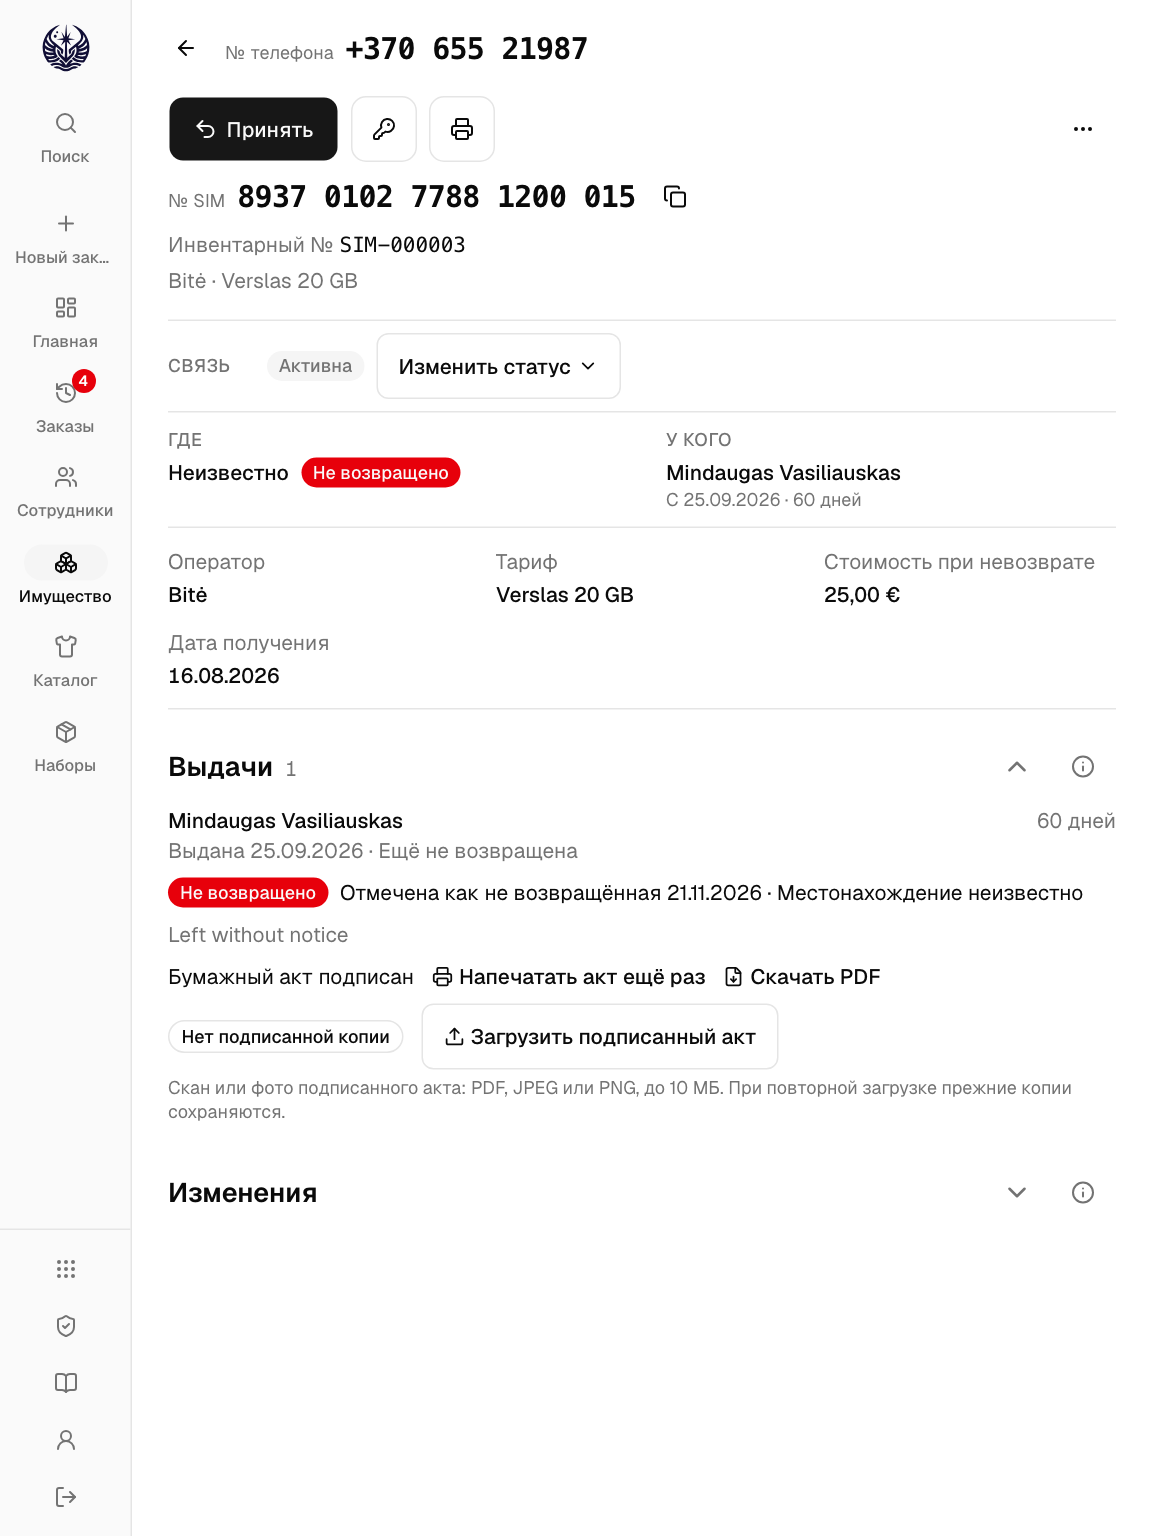 № телефона +370 655 21987
Принять
№ SIM 8937 0102 7788 1200 015
Инвентарный № SIM-000003
Bitė · Verslas 20 GB
СВЯЗЬ Активна Изменить статус
ГДЕ
Неизвестно Не возвращено
У КОГО
Mindaugas Vasiliauskas
С 25.09.2026 · 60 дней
Оператор
Bitė
Тариф
Verslas 20 GB
Стоимость при невозврате
25,00 €
Дата получения
16.08.2026
Выдачи 1
Mindaugas Vasiliauskas 60 дней
Выдана 25.09.2026 · Ещё не возвращена
Не возвращено Отмечена как не возвращённая 21.11.2026 · Местонахождение неизвестно
Left without notice
Бумажный акт подписан Напечатать акт ещё раз Скачать PDF
Нет подписанной копии Загрузить подписанный акт
Скан или фото подписанного акта: PDF, JPEG или PNG, до 10 МБ. При повторной загрузке прежние копии
сохраняются.
Изменения
Поиск
Новый зак...
Главная
4
Заказы
Сотрудники
Имущество
Каталог
Наборы